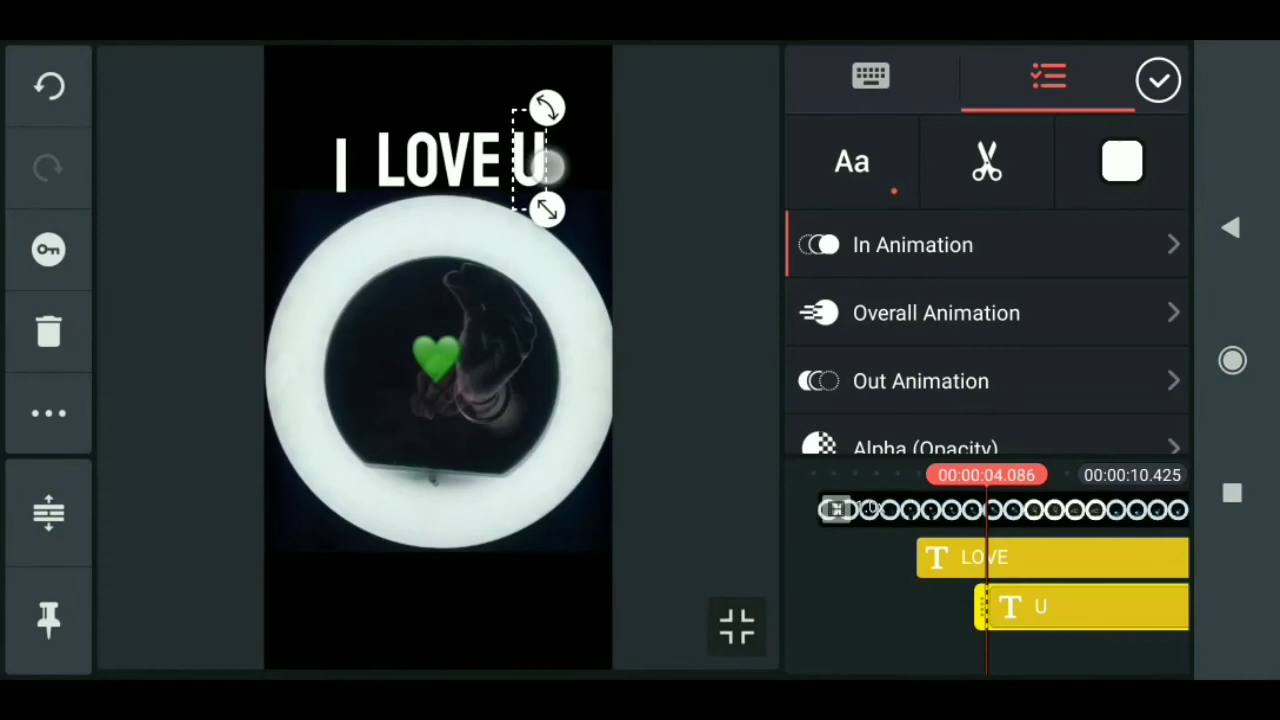 I LOVE U
Aa
In Animation
Overall Animation
Out Animation
Alpha (Opacity)
00:00:04.086
00:00:10.425
T LOVE
T U